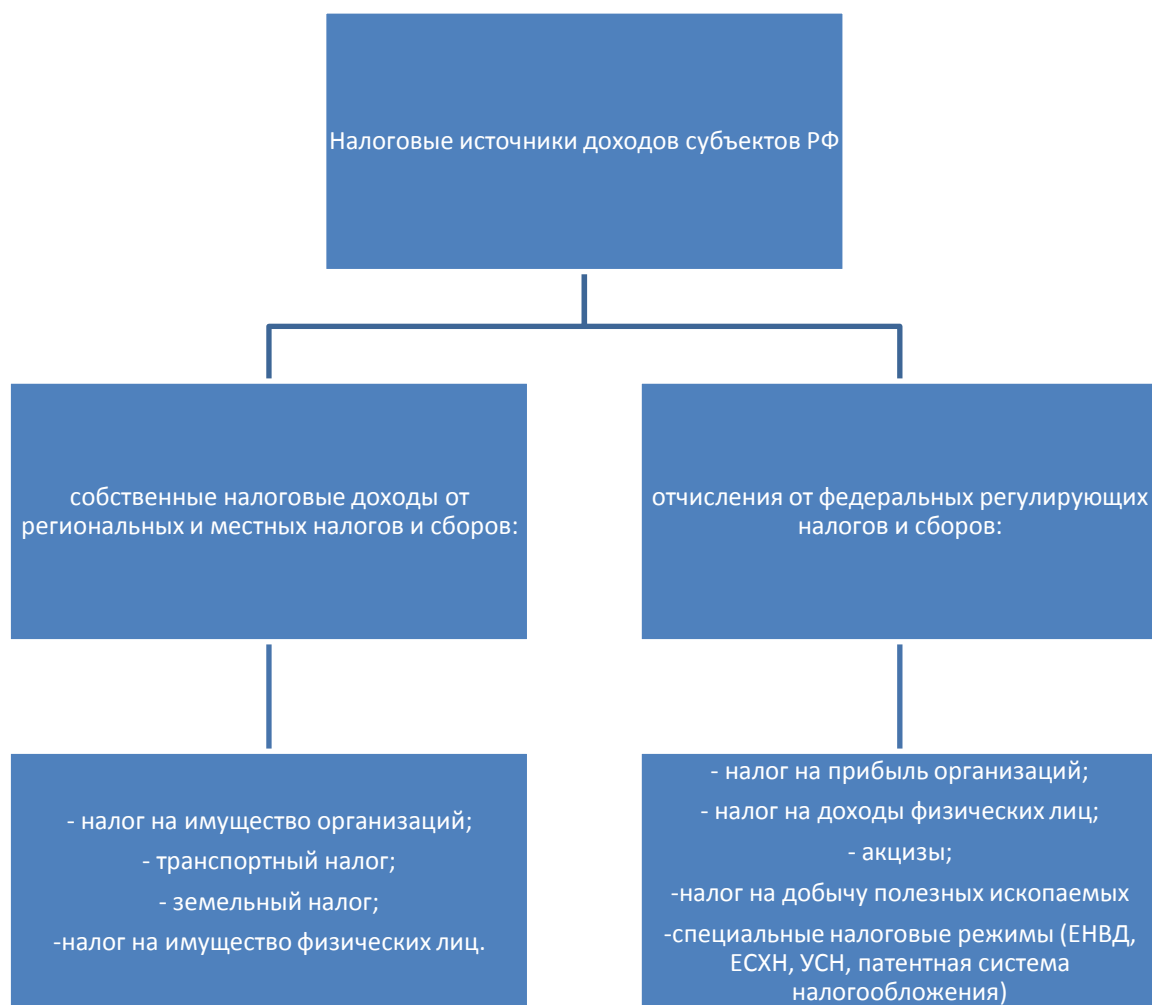 Налоговые источники доходов субъектов РФ
собственные налоговые доходы от
региональных и местных налогов и сборов:
отчисления от федеральных регулирующих
налогов и сборов:
- налог на имущество организаций;
- транспортный налог;
- земельный налог;
-налог на имущество физических лиц.
- налог на прибыль организаций;
- налог на доходы физических лиц;
- акцизы;
-налог на добычу полезных ископаемых
-специальные налоговые режимы (ЕНВД,
ЕСХН, УСН, патентная система
налогообложения)